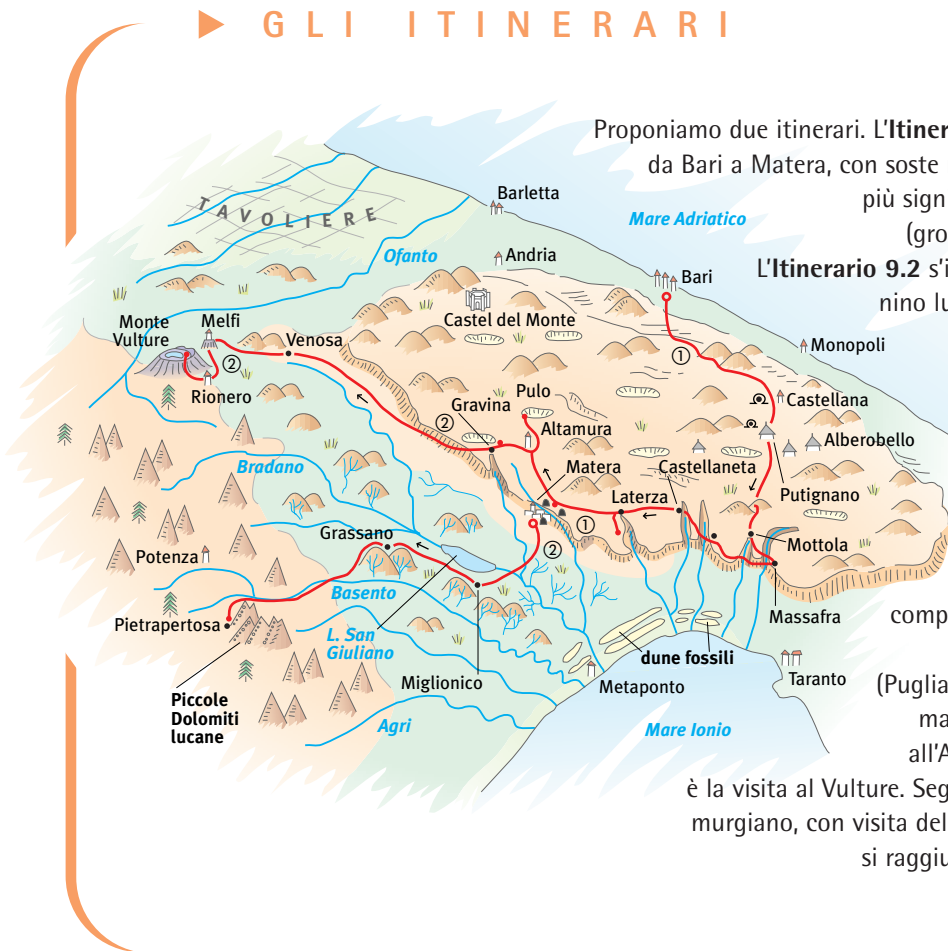 GLI ITINERARI
Proponiamo due itinerari. L'Itiner
da Bari a Matera, con soste
più sign
(gro
L'Itinerario 9.2 s'i
nino lu
comp
(Puglia
ma
all'A
è la visita al Vulture. Seg
murgiano, con visita del
si raggiu
TAVOLIERE
Barletta
Mare Adriatico
Ofanto
Andria
Bari
Castel del Monte
Monte
Vulture
Melfi
Venosa
1
Monopoli
2
Rionero
Pulo
Castellana
2
Gravina
Altamura
Alberobello
Bradano
Matera
Castellaneta
Laterza
Putignano
Grassano
1
Mottola
Potenza
2
Basento
Pietrapertosa
L. San
Giuliano
Massafra
dune fossili
Miglionico
Metaponto
Taranto
Piccole
Dolomiti
lucane
Agri
Mare Ionio